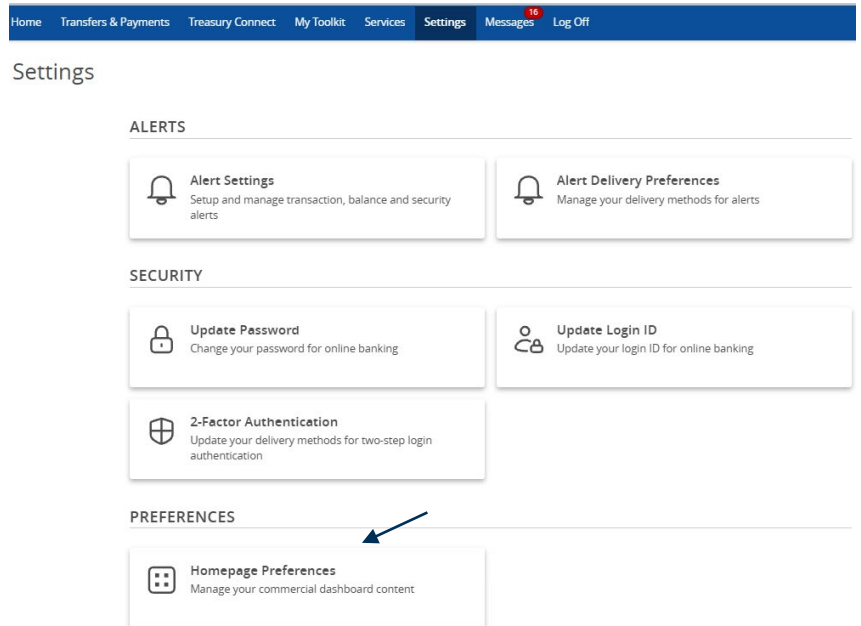 Home Transfers & Payments Treasury Connect My Toolkit Services Settings Messages 16 Log Off
Settings
ALERTS
Alert Settings
Setup and manage transaction, balance and security
alerts
Alert Delivery Preferences
Manage your delivery methods for alerts
SECURITY
Update Password
Change your password for online banking
Update Login ID
Update your login ID for online banking
2-Factor Authentication
Update your delivery methods for two-step login
authentication
PREFERENCES
Homepage Preferences
Manage your commercial dashboard content